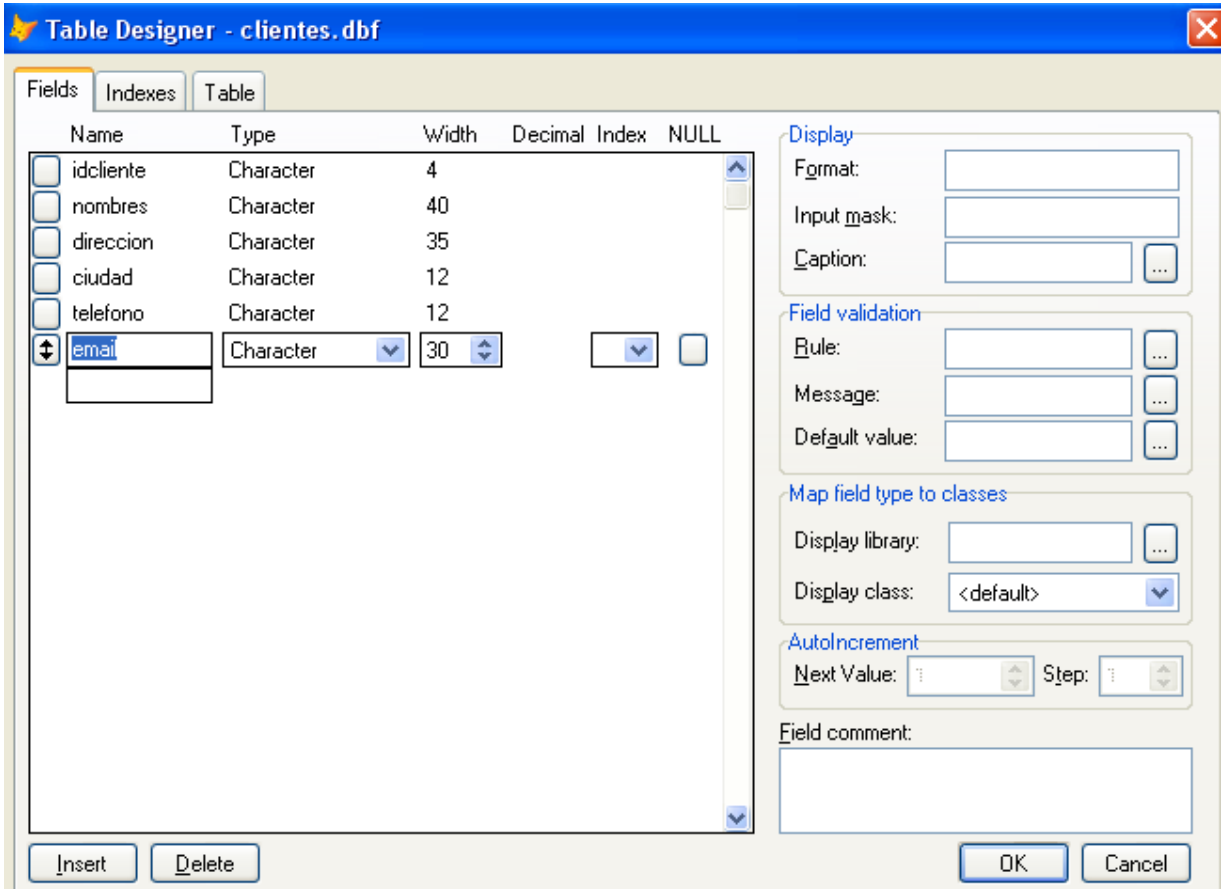 Table Designer - clientes.dbf
Fields Indexes Table
Name Type Width Decimal Index NULL
idcliente Character 4
nombres Character 40
direccion Character 35
ciudad Character 12
telefono Character 12
email Character 30
Display
Format:
Input mask:
Caption: ...
Field validation
Rule: ...
Message: ...
Default value: ...
Map field type to classes
Display library: ...
Display class: <default>
AutoIncrement
Next Value: 1 Step: 1
Field comment:
Insert Delete OK Cancel